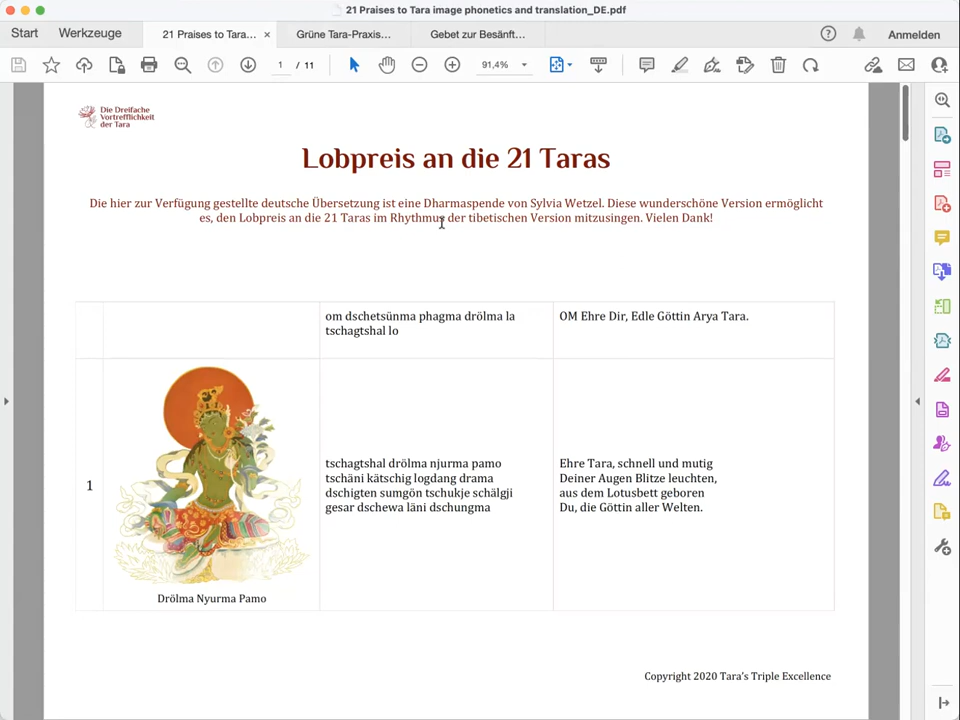 21 Praises to Tara image phonetics and translation_DE.pdf
Start
Werkzeuge
21 Praises to Tara...
Grüne Tara-Praxis...
Gebet zur Besänft...
Anmelden
1 / 11
91,4%
Die Dreifache
Vortrefflichkeit
der Tara
Lobpreis an die 21 Taras
Die hier zur Verfügung gestellte deutsche Übersetzung ist eine Dharmaspende von Sylvia Wetzel. Diese wunderschöne Version ermöglicht
es, den Lobpreis an die 21 Taras im Rhythmus der tibetischen Version mitzusingen. Vielen Dank!
om dschetsünma phagma drölma la
tschagtshal lo
OM Ehre Dir, Edle Göttin Arya Tara.
1
tschagtshal drölma njurma pamo
tschäni kätschig logdang drama
dschigten sumgön tschukje schälgji
gesar dschewa läni dschungma
Ehre Tara, schnell und mutig
Deiner Augen Blitze leuchten,
aus dem Lotusbett geboren
Du, die Göttin aller Welten.
Drölma Nyurma Pamo
Copyright 2020 Tara's Triple Excellence